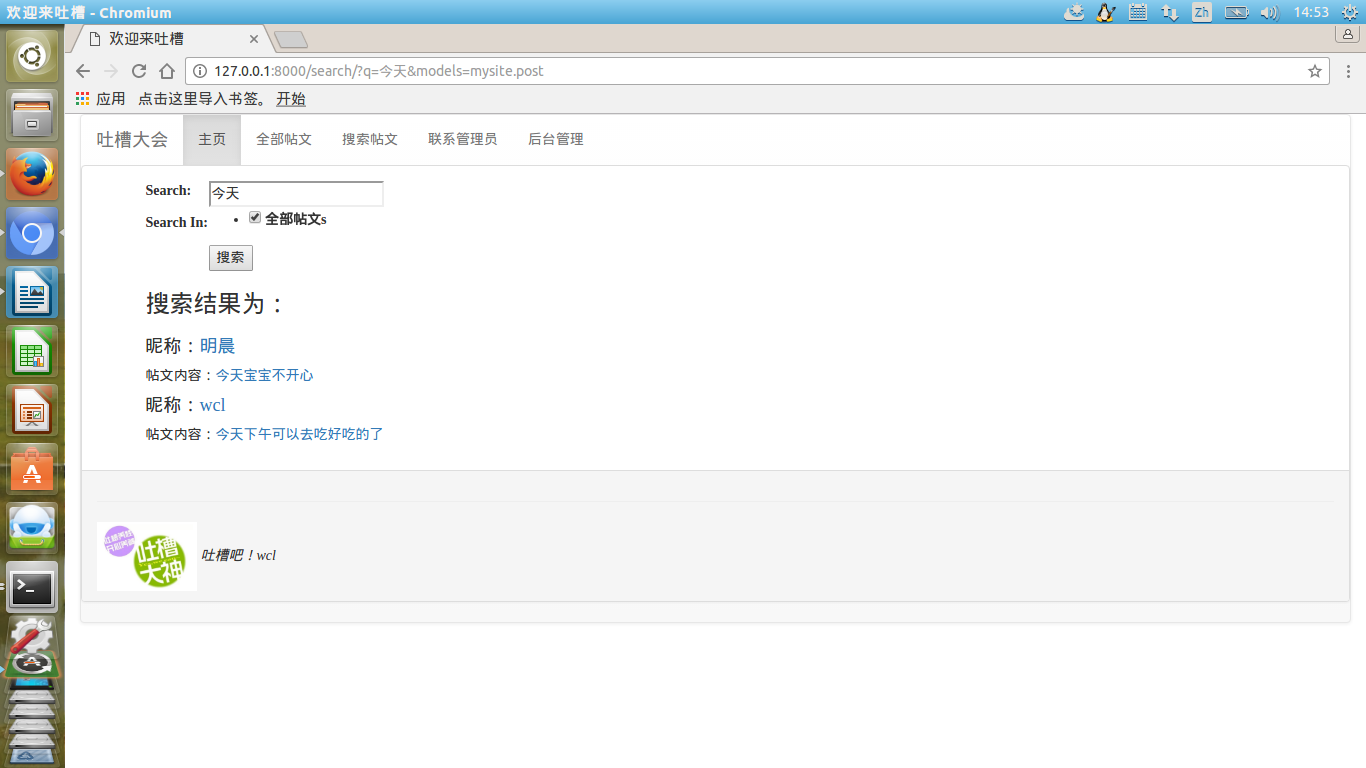 欢迎来吐槽 - Chromium
Zh
14:53
欢迎来吐槽
127.0.0.1:8000/search/?q=今天&models=mysite.post
应用 点击这里导入书签。 开始
吐槽大会 主页 全部帖文 搜索帖文 联系管理员 后台管理
Search: 今天
Search In: 全部帖文s
搜索
搜索结果为：
昵称：明晨
帖文内容：今天宝宝不开心
昵称：wcl
帖文内容：今天下午可以去吃好吃的了
吐槽
大神
吐槽吧！wcl